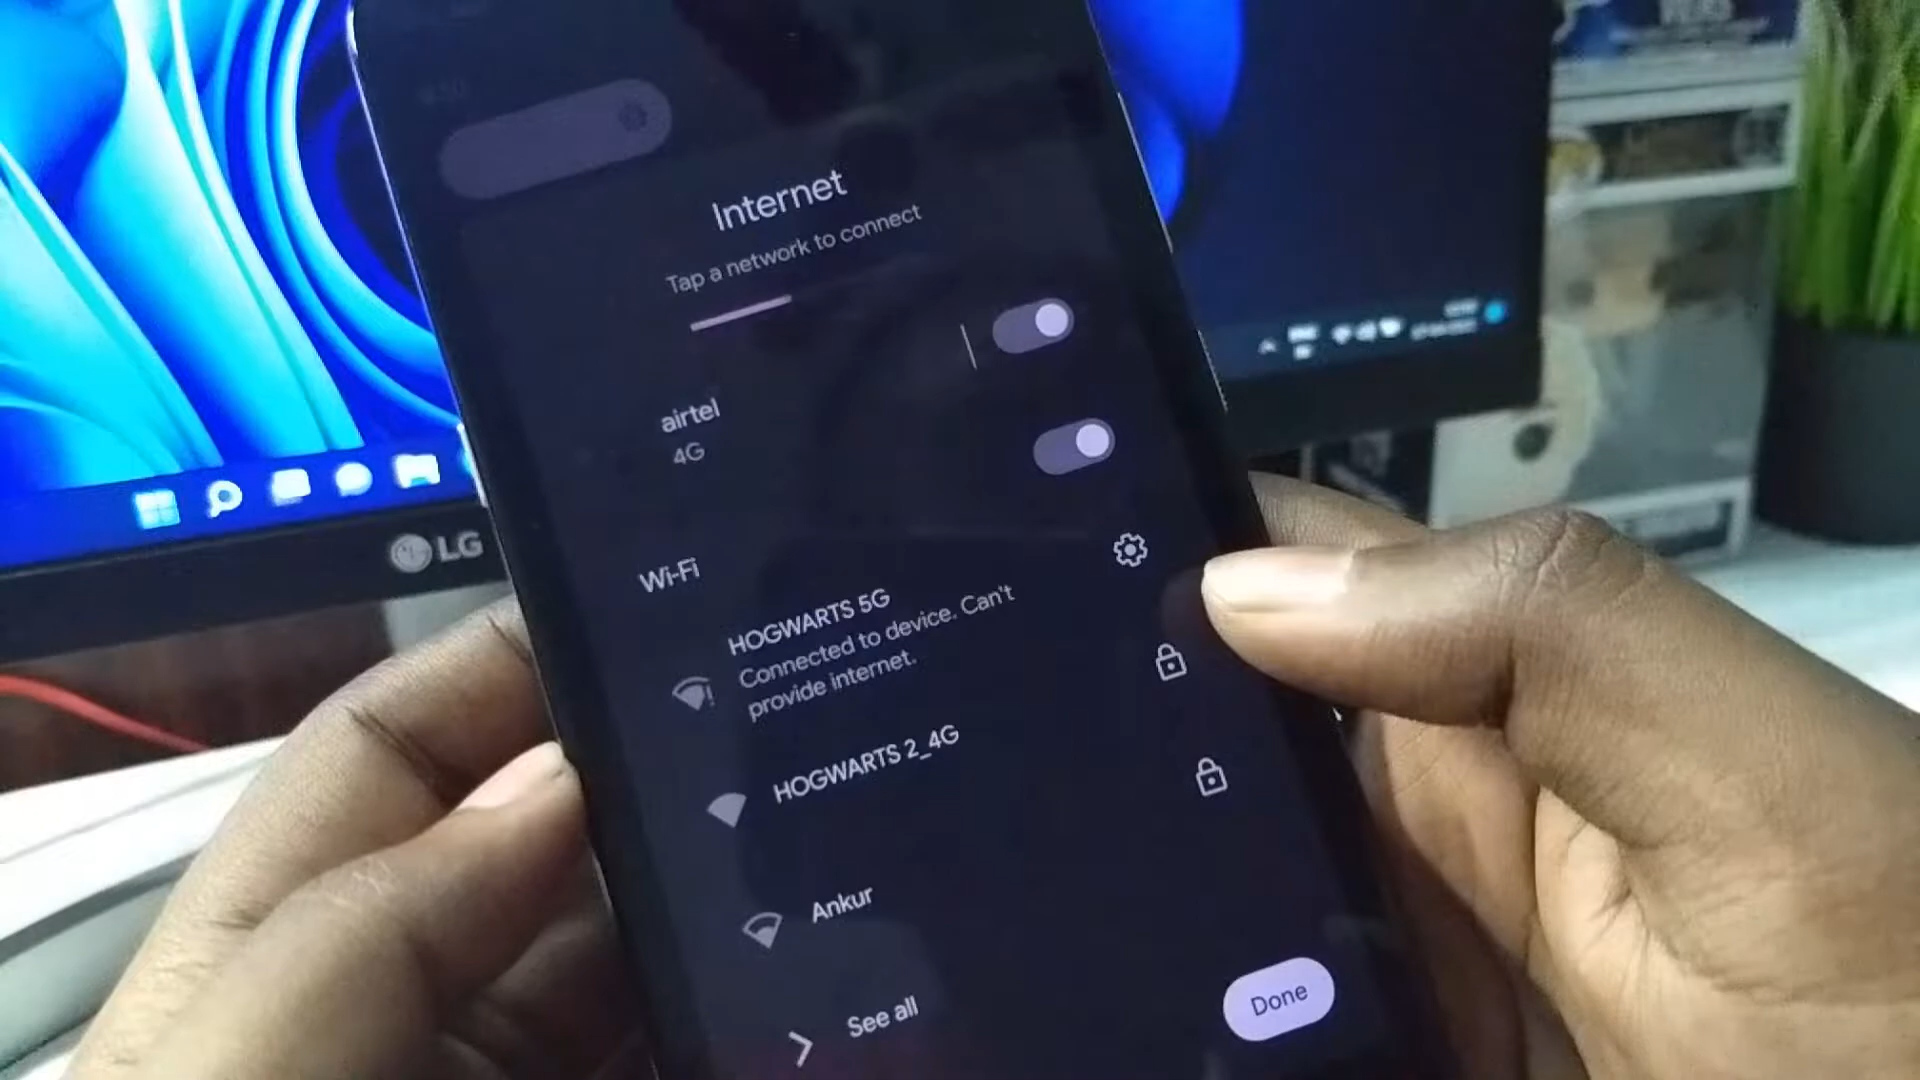 Internet
Tap a network to connect
airtel
4G
Wi-Fi
HOGWARTS 5G
Connected to device. Can't
provide internet.
HOGWARTS 2_4G
Ankur
See all
Done
LG